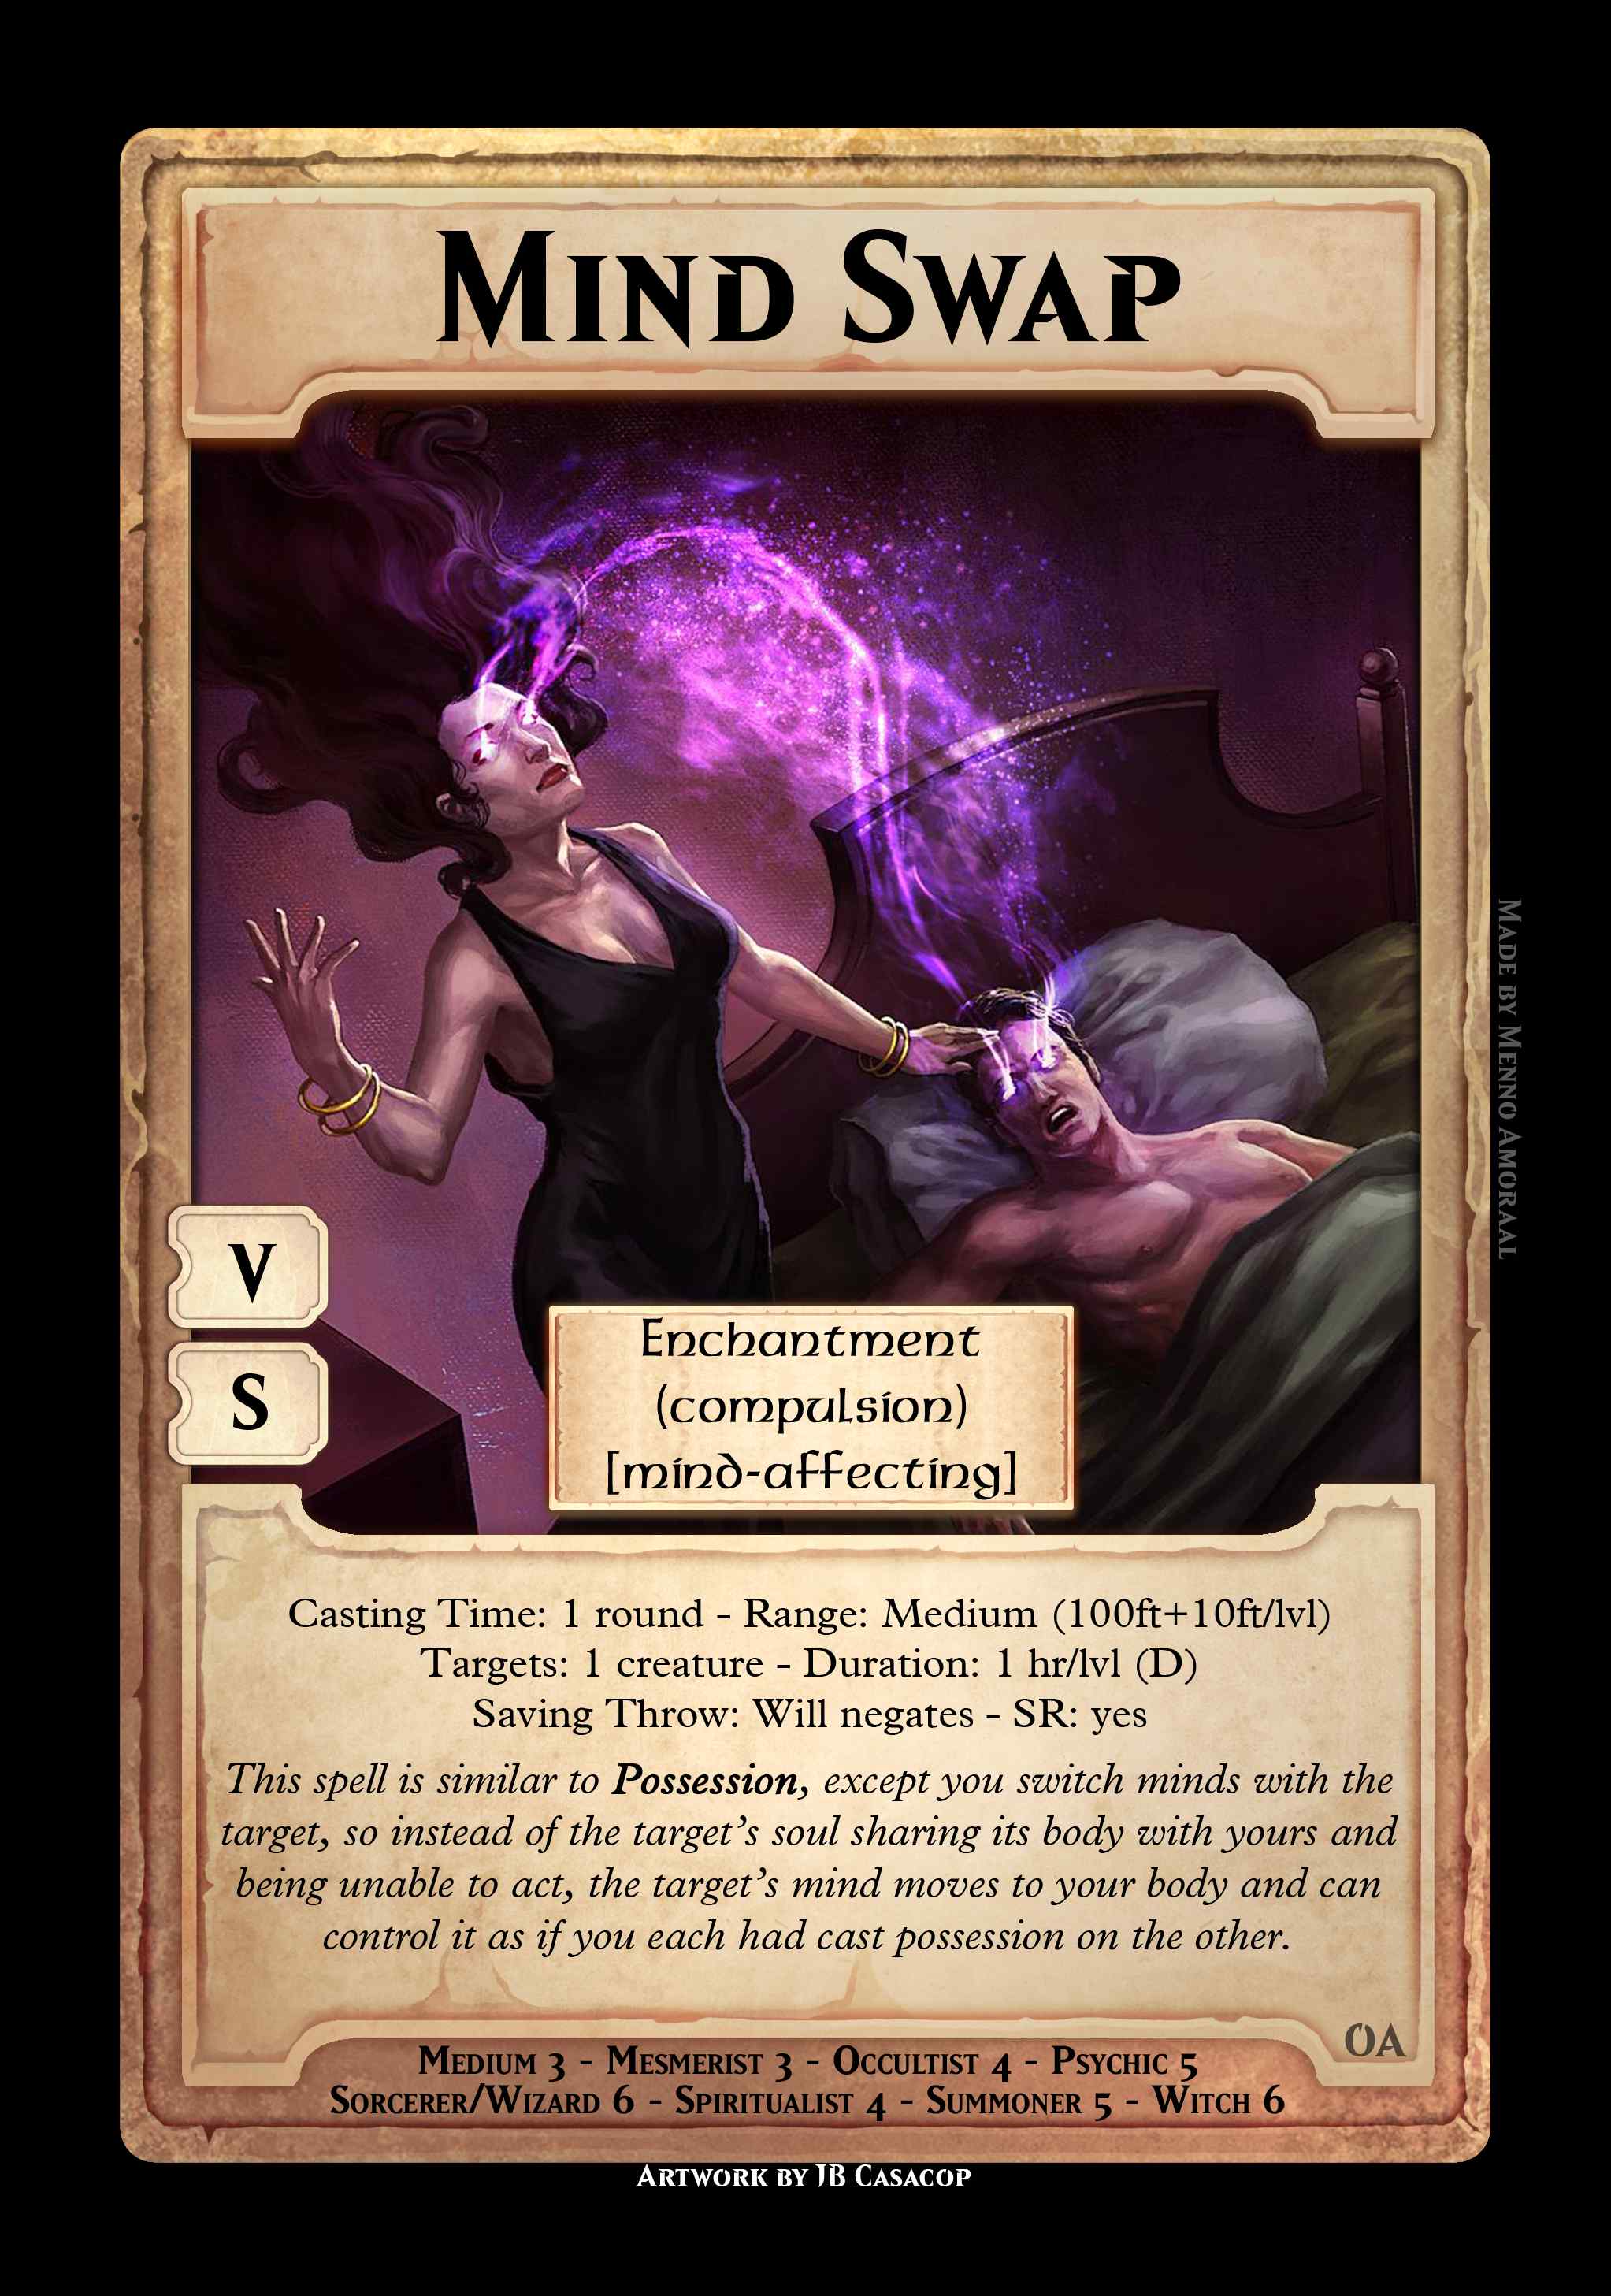 Mind Swap
V
S
Enchantment
(compulsion)
[mind-affecting]
Casting Time: 1 round - Range: Medium (100ft+10ft/lvl)
Targets: 1 creature - Duration: 1 hr/lvl (D)
Saving Throw: Will negates - SR: yes
This spell is similar to Possession, except you switch minds with the
target, so instead of the target's soul sharing its body with yours and
being unable to act, the target's mind moves to your body and can
control it as if you each had cast possession on the other.
OA
Medium 3 - Mesmerist 3 - Occultist 4 - Psychic 5
Sorcerer/Wizard 6 - Spiritualist 4 - Summoner 5 - Witch 6
Artwork by JB Casacop
Made by Menno Amoraal